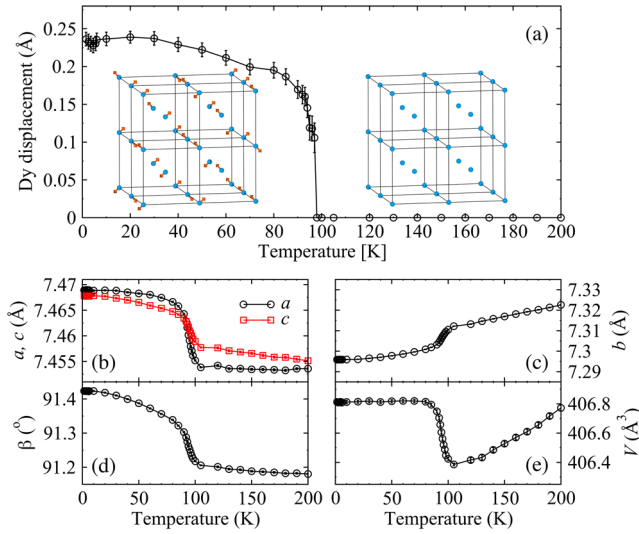 0.25
0.2
0.15
0.1
0.05
0
Dy displacement (Å)
(a)
0 20 40 60 80 100 120 140 160 180 200
Temperature [K]
7.47
7.465
7.46
7.455
a, c (Å)
a
c
(b)
7.33
7.32
7.31
7.3
7.29
b (Å)
(c)
91.4
91.3
91.2
β (°)
(d)
406.8
406.6
406.4
V (Å³)
(e)
0 50 100 150 200
Temperature (K)
0 50 100 150 200
Temperature (K)